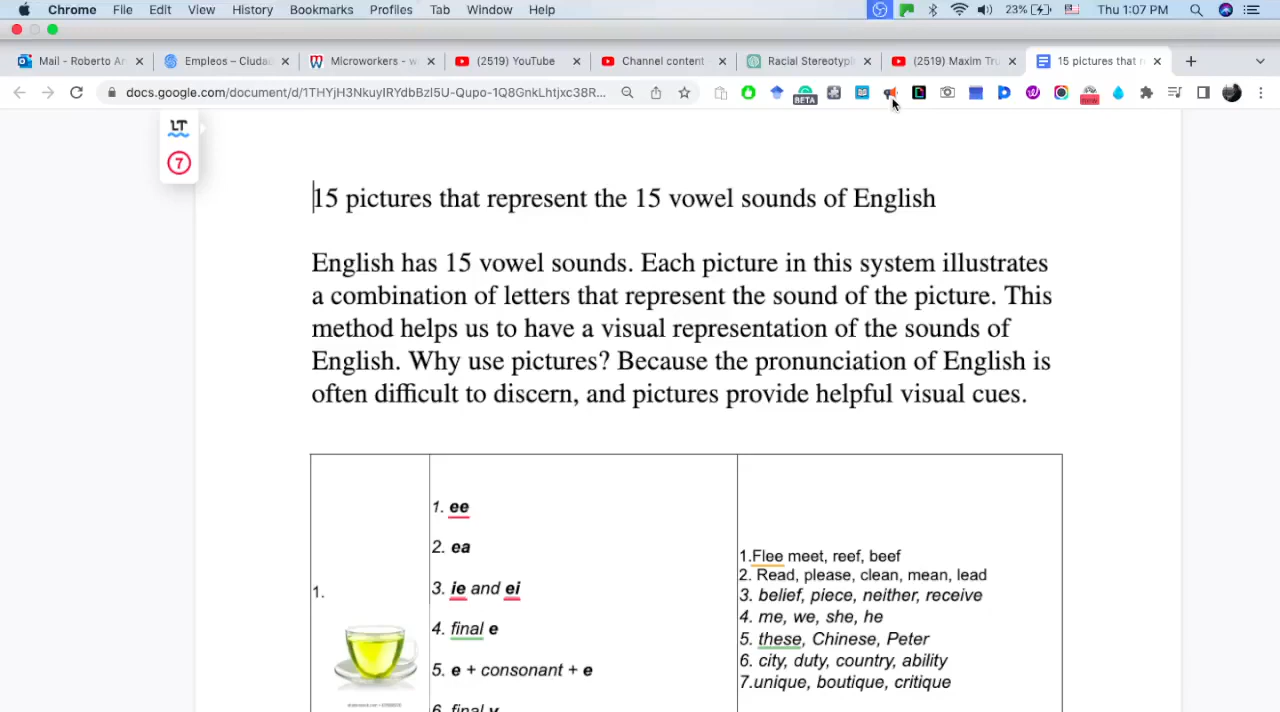 Chrome File Edit View History Bookmarks Profiles Tab Window Help 23% Thu 1:07 PM
Mail - Roberto Ar
Empleos – Ciuda
Microworkers - w
(2519) YouTube
Channel content
Racial Stereotypi
(2519) Maxim Tru
15 pictures that r
docs.google.com/document/d/1THYjH3NkuyIRYdbBzl5U-Qupo-1Q8GnkLhtjxc38R...
BETA
new
LT
7
15 pictures that represent the 15 vowel sounds of English
English has 15 vowel sounds. Each picture in this system illustrates
a combination of letters that represent the sound of the picture. This
method helps us to have a visual representation of the sounds of
English. Why use pictures? Because the pronunciation of English is
often difficult to discern, and pictures provide helpful visual cues.
1.
1. ee
2. ea
3. ie and ei
4. final e
5. e + consonant + e
6. final y
1.Flee meet, reef, beef
2. Read, please, clean, mean, lead
3. belief, piece, neither, receive
4. me, we, she, he
5. these, Chinese, Peter
6. city, duty, country, ability
7.unique, boutique, critique